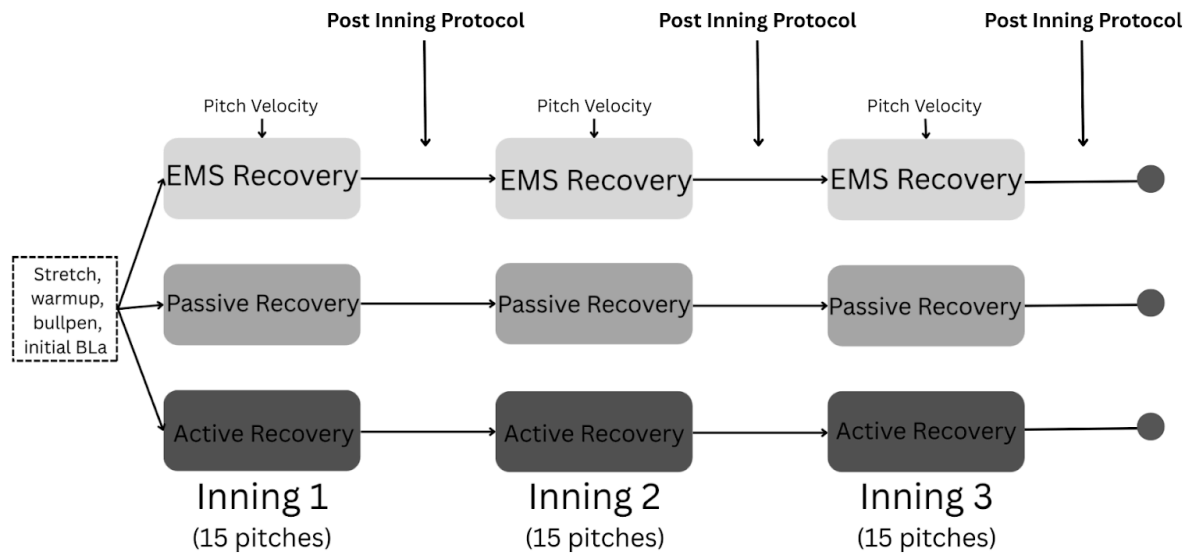 Post Inning Protocol
Post Inning Protocol
Post Inning Protocol
Pitch Velocity
Pitch Velocity
Pitch Velocity
EMS Recovery
EMS Recovery
EMS Recovery
Stretch,
warmup,
bullpen,
initial BLa
Passive Recovery
Passive Recovery
Passive Recovery
Active Recovery
Active Recovery
Active Recovery
Inning 1
Inning 2
Inning 3
(15 pitches)
(15 pitches)
(15 pitches)